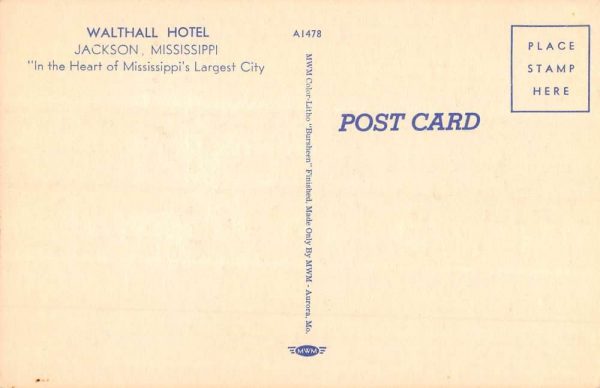 WALTHALL HOTEL
JACKSON, MISSISSIPPI
"In the Heart of Mississippi's Largest City
A1478
MWM Color-Litho "Bursheen" Finished, Made Only By MWM - Aurora, Mo.
MWM
POST CARD
PLACE
STAMP
HERE